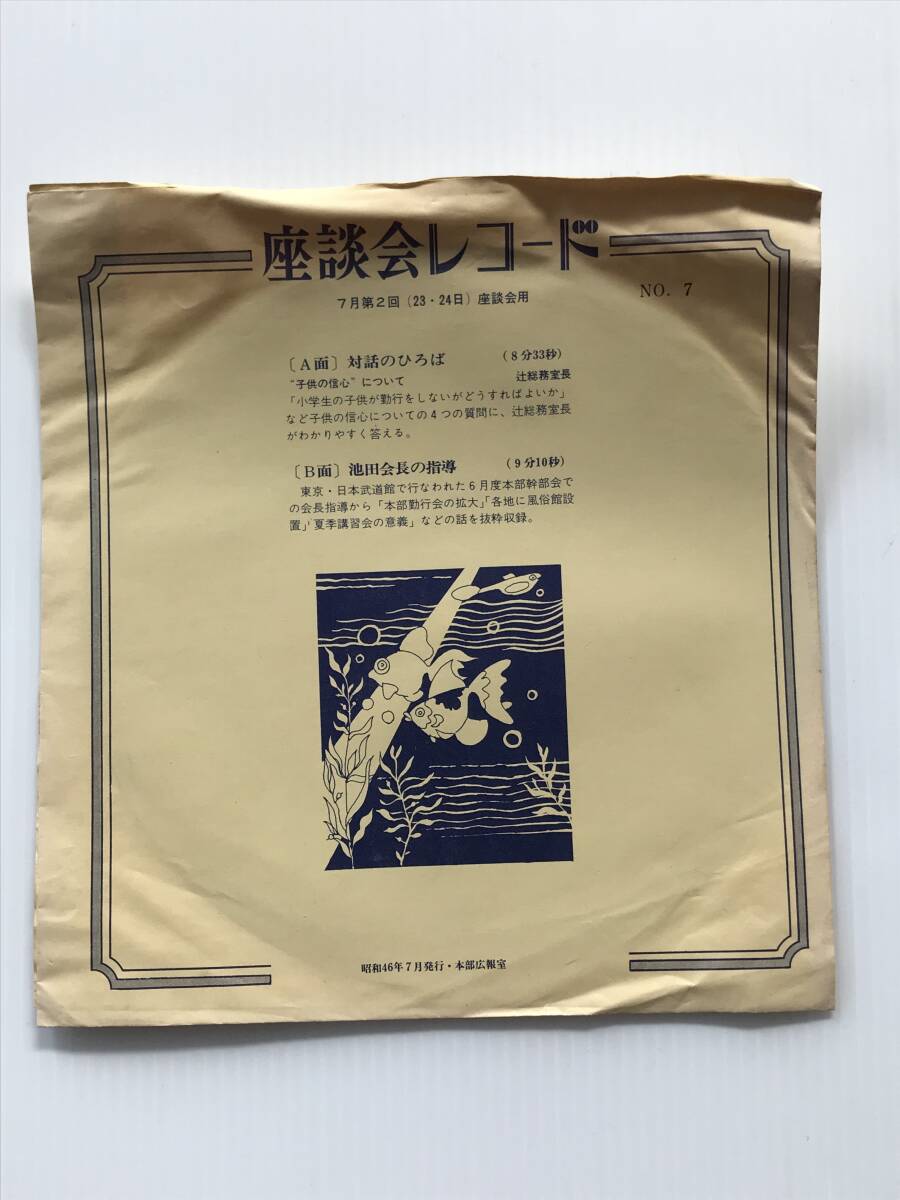 座談会レコード
7月第2回（23・24日）座談会用
NO. 7
〔A面〕対話のひろば （8分33秒）
“子供の信心”について 辻総務室長
「小学生の子供が勤行をしないがどうすればよいか」
など子供の信心についての4つの質問に、辻総務室長
がわかりやすく答える。
〔B面〕池田会長の指導 （9分10秒）
東京・日本武道館で行なわれた6月度本部幹部会で
の会長指導から「本部勤行会の拡大」「各地に風俗館設
置」「夏季講習会の意義」などの話を抜粋収録。
昭和46年7月発行・本部広報室